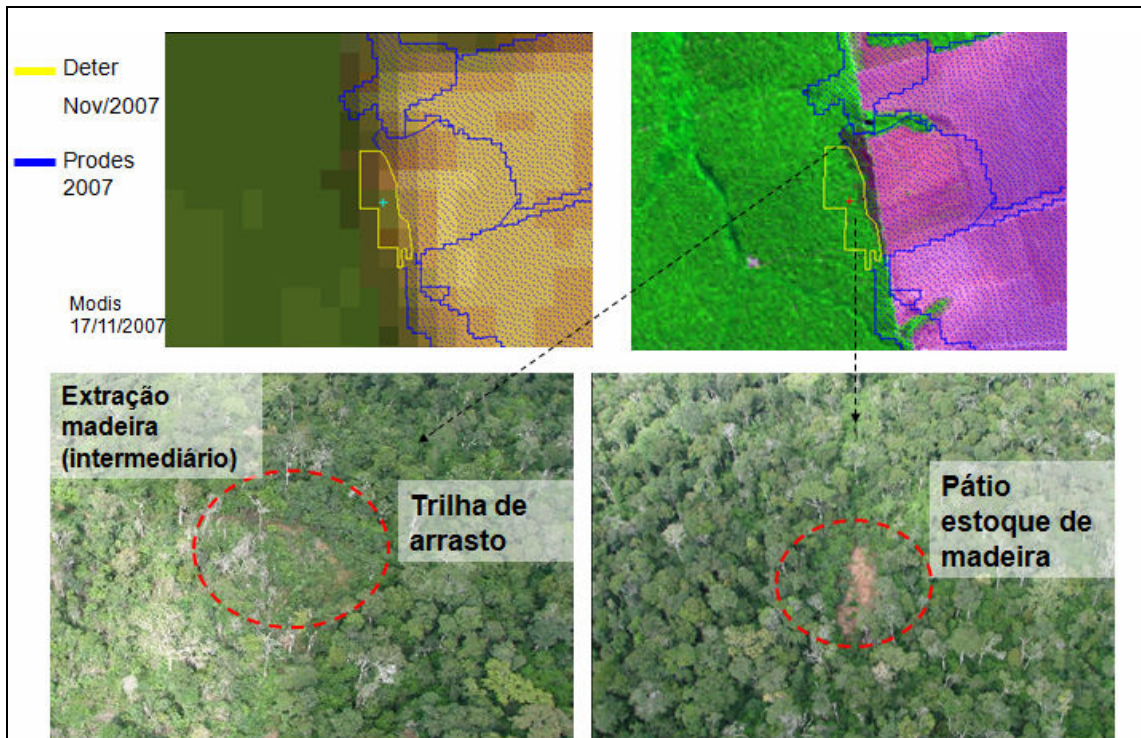 Deter
Nov/2007
Prodes
2007
Modis
17/11/2007
Extração
madeira
(intermediário)
Trilha de
arrasto
Pátio
estoque de
madeira